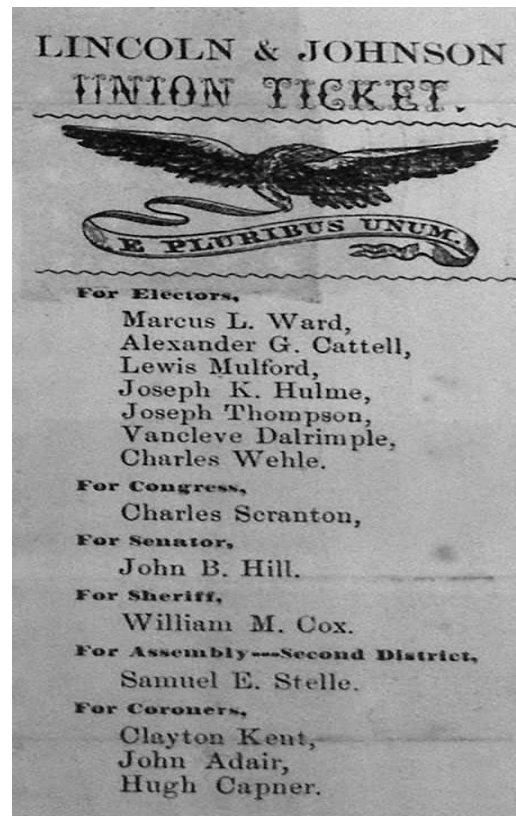 LINCOLN & JOHNSON
UNION TICKET.
E PLURIBUS UNUM.
For Electors,
Marcus L. Ward,
Alexander G. Cattell,
Lewis Mulford,
Joseph K. Hulme,
Joseph Thompson,
Vancleve Dalrimple,
Charles Wehle.
For Congress,
Charles Scranton,
For Senator,
John B. Hill.
For Sheriff,
William M. Cox.
For Assembly---Second District,
Samuel E. Stelle.
For Coroners,
Clayton Kent,
John Adair,
Hugh Capner.